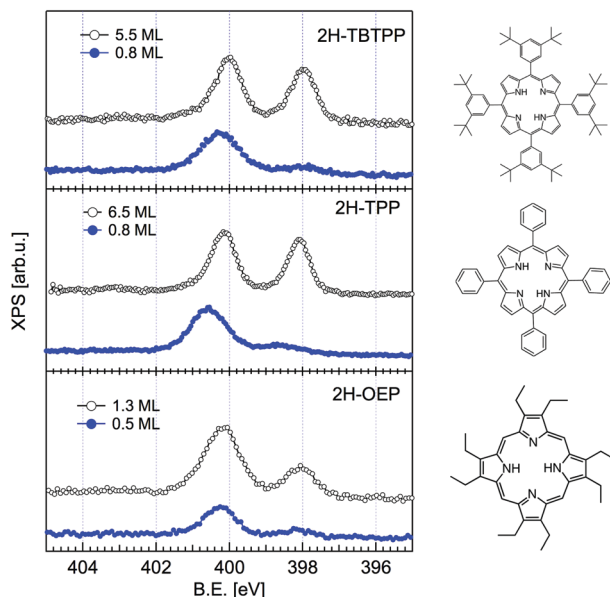 5.5 ML
0.8 ML
2H-TBTPP
6.5 ML
0.8 ML
2H-TPP
1.3 ML
0.5 ML
2H-OEP
XPS [arb.u.]
404 402 400 398 396
B.E. [eV]
N N
NH
NH HN
N N
NH
N HN
N
NH HN
N